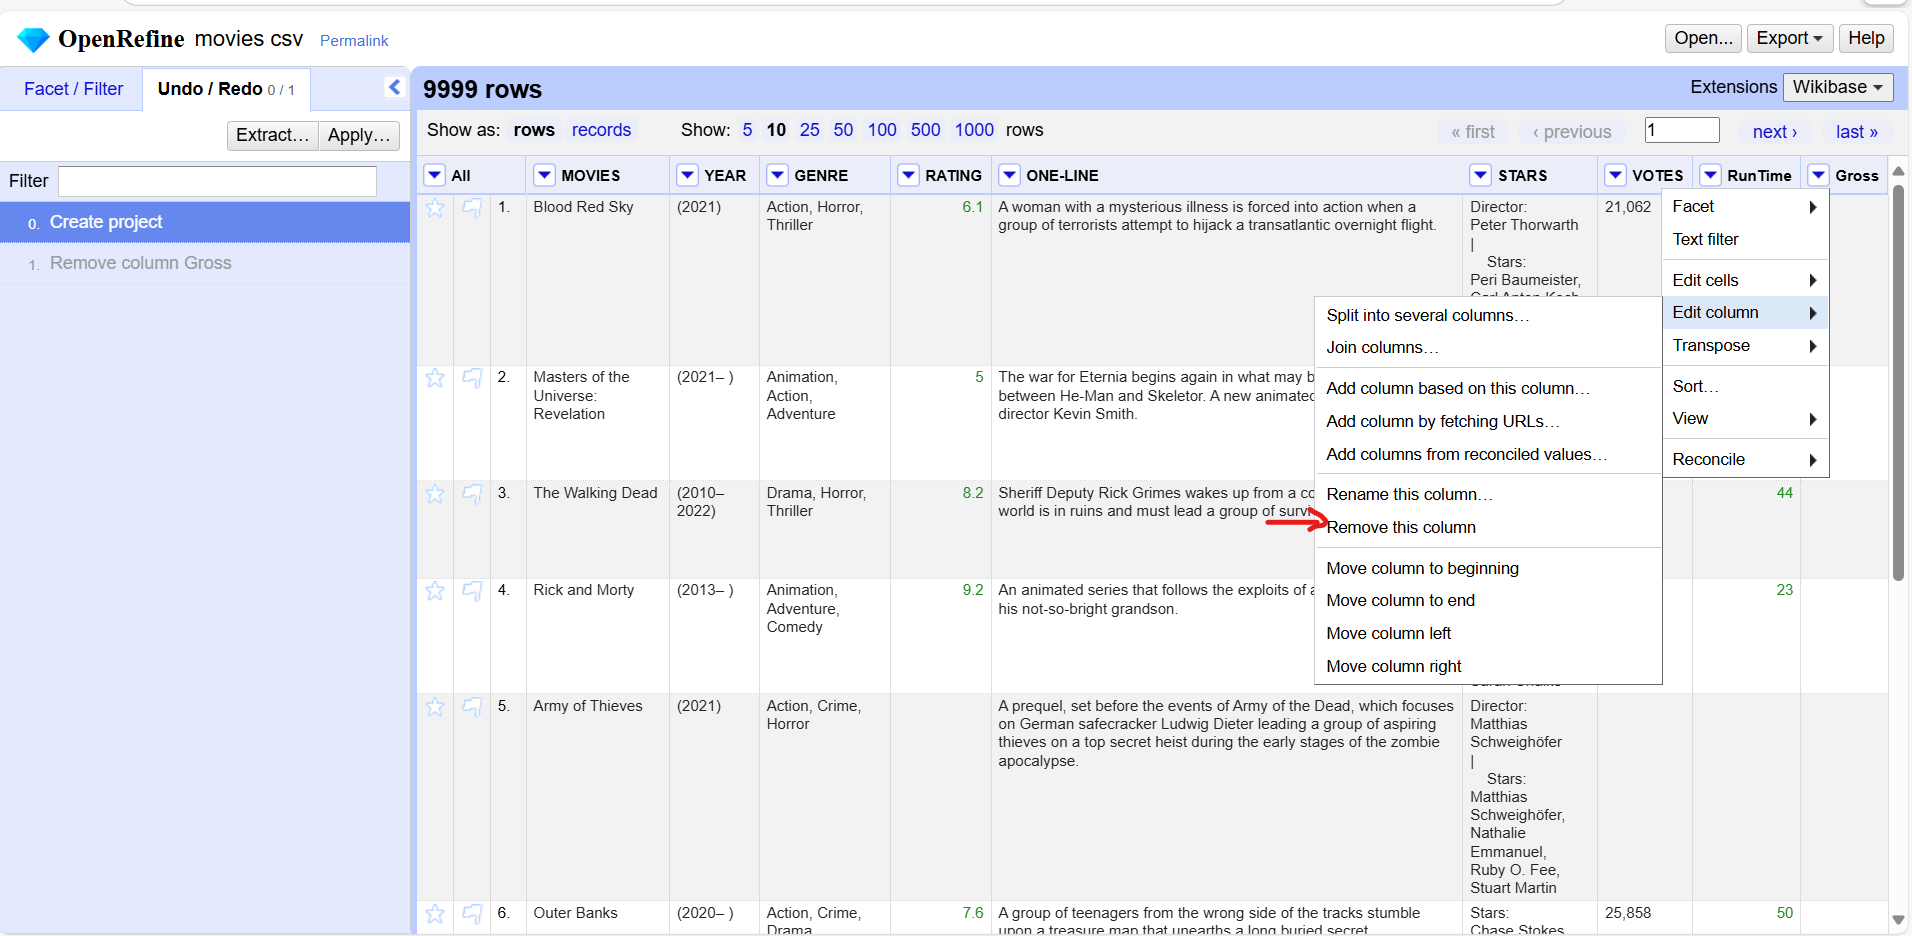 OpenRefine movies csv Permalink
Open... Export Help
Facet / Filter Undo / Redo 0 / 1
Extract... Apply...
Filter
0. Create project
1. Remove column Gross
9999 rows
Extensions Wikibase
Show as: rows records Show: 5 10 25 50 100 500 1000 rows
« first ‹ previous 1 next › last »
All MOVIES YEAR GENRE RATING ONE-LINE STARS VOTES RunTime Gross
1. Blood Red Sky (2021) Action, Horror, 6.1 A woman with a mysterious illness is forced into action when a Director: 21,062
Thriller group of terrorists attempt to hijack a transatlantic overnight flight. Peter Thorwarth
|
Stars:
Peri Baumeister,
2. Masters of the (2021– ) Animation, 5 The war for Eternia begins again in what may
Universe: Action, between He-Man and Skeletor. A new animated
Revelation Adventure director Kevin Smith.
3. The Walking Dead (2010– Drama, Horror, 8.2 Sheriff Deputy Rick Grimes wakes up from a 44
2022) Thriller world is in ruins and must lead a group of
4. Rick and Morty (2013– ) Animation, 9.2 An animated series that follows the exploits of 23
Adventure, his not-so-bright grandson.
Comedy
5. Army of Thieves (2021) Action, Crime, A prequel, set before the events of Army of the Dead, which focuses Director:
Horror on German safecracker Ludwig Dieter leading a group of aspiring Matthias
thieves on a top secret heist during the early stages of the zombie Schweighöfer
apocalypse. |
Stars:
Matthias
Schweighöfer,
Nathalie
Emmanuel,
Ruby O. Fee,
Stuart Martin
6. Outer Banks (2020– ) Action, Crime, 7.6 A group of teenagers from the wrong side of the tracks stumble Stars: 25,858 50
Drama upon a treasure map that unearths a long buried secret. Chase Stokes
Facet
Text filter
Edit cells
Edit column
Transpose
Sort...
View
Reconcile
Split into several columns...
Join columns...
Add column based on this column...
Add column by fetching URLs...
Add columns from reconciled values...
Rename this column...
Remove this column
Move column to beginning
Move column to end
Move column left
Move column right